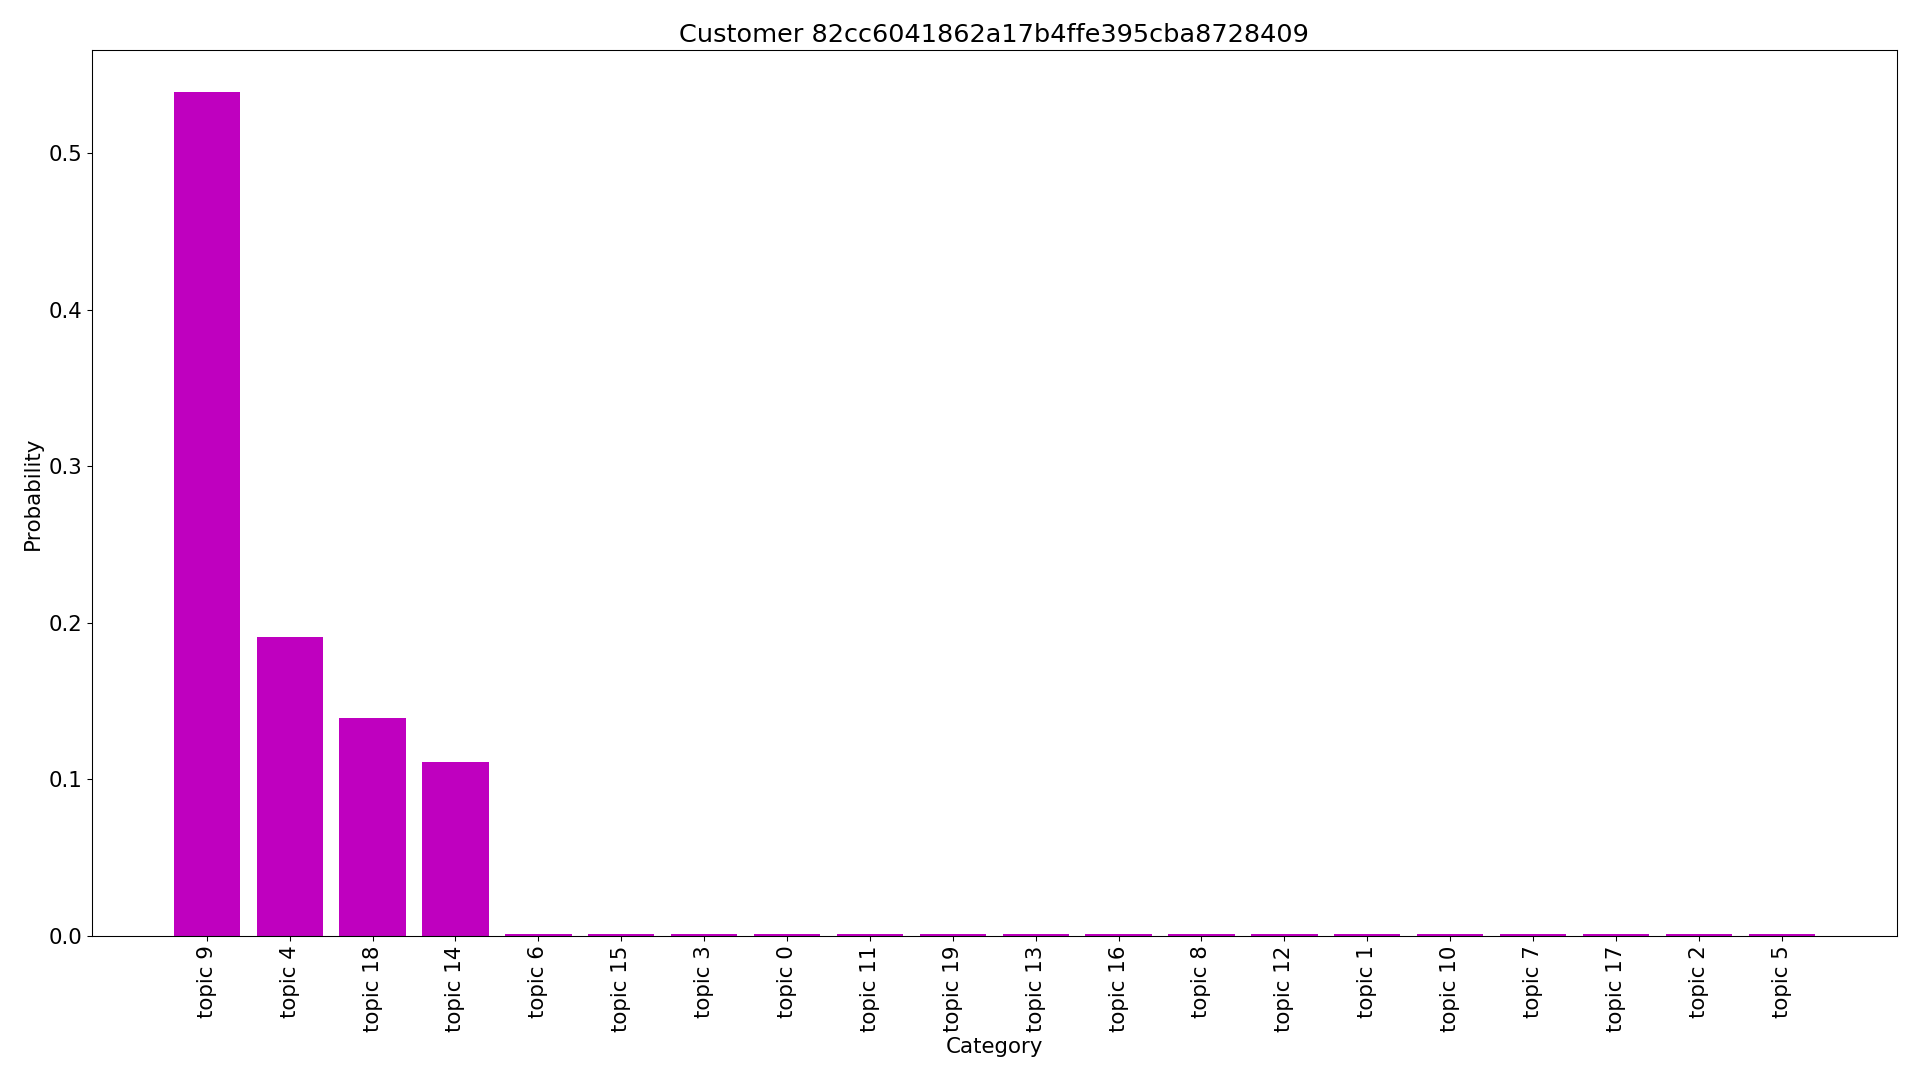 Customer 82cc6041862a17b4ffe395cba8728409
Probability
0.5
0.4
0.3
0.2
0.1
0.0
topic 9
topic 4
topic 18
topic 14
topic 6
topic 15
topic 3
topic 0
topic 11
topic 19
topic 13
topic 16
topic 8
topic 12
topic 1
topic 10
topic 7
topic 17
topic 2
topic 5
Category